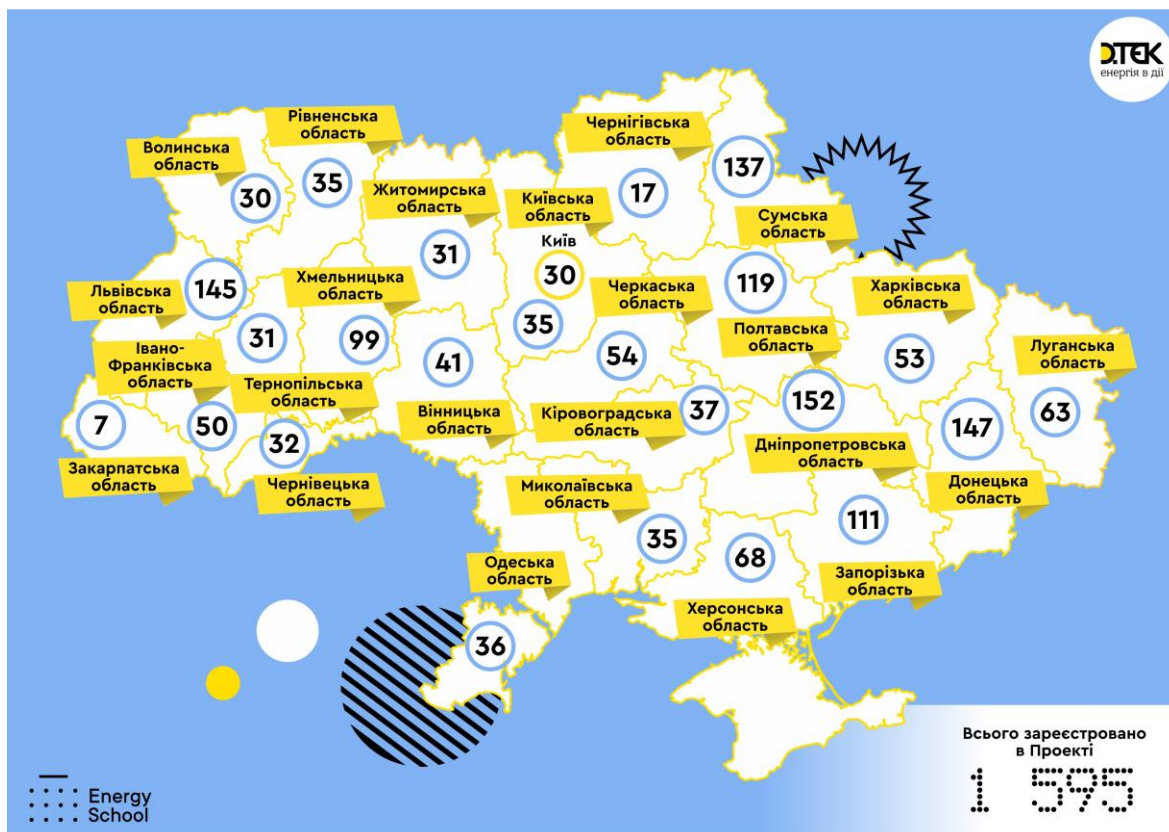 ДТЕК
енергія в дії
Рівненська
область
Чернігівська
область
Волинська
область
137
35
30
17
Житомирська
область
Київська
область
Сумська
область
Київ
31
30
Хмельницька
область
Черкаська
область
119
Харківська
область
Львівська
область
145
35
Полтавська
область
Івано-
Франківська
область
31
99
41
54
53
Луганська
область
Тернопільська
область
152
7
50
32
Вінницька
область
Кіровоградська
область
37
147
63
Дніпропетровська
область
Закарпатська
область
Чернівецька
область
Миколаївська
область
Донецька
область
35
111
68
Одеська
область
Запорізька
область
Херсонська
область
36
Всього зареєстровано
в Проекті
1 595
Energy
School